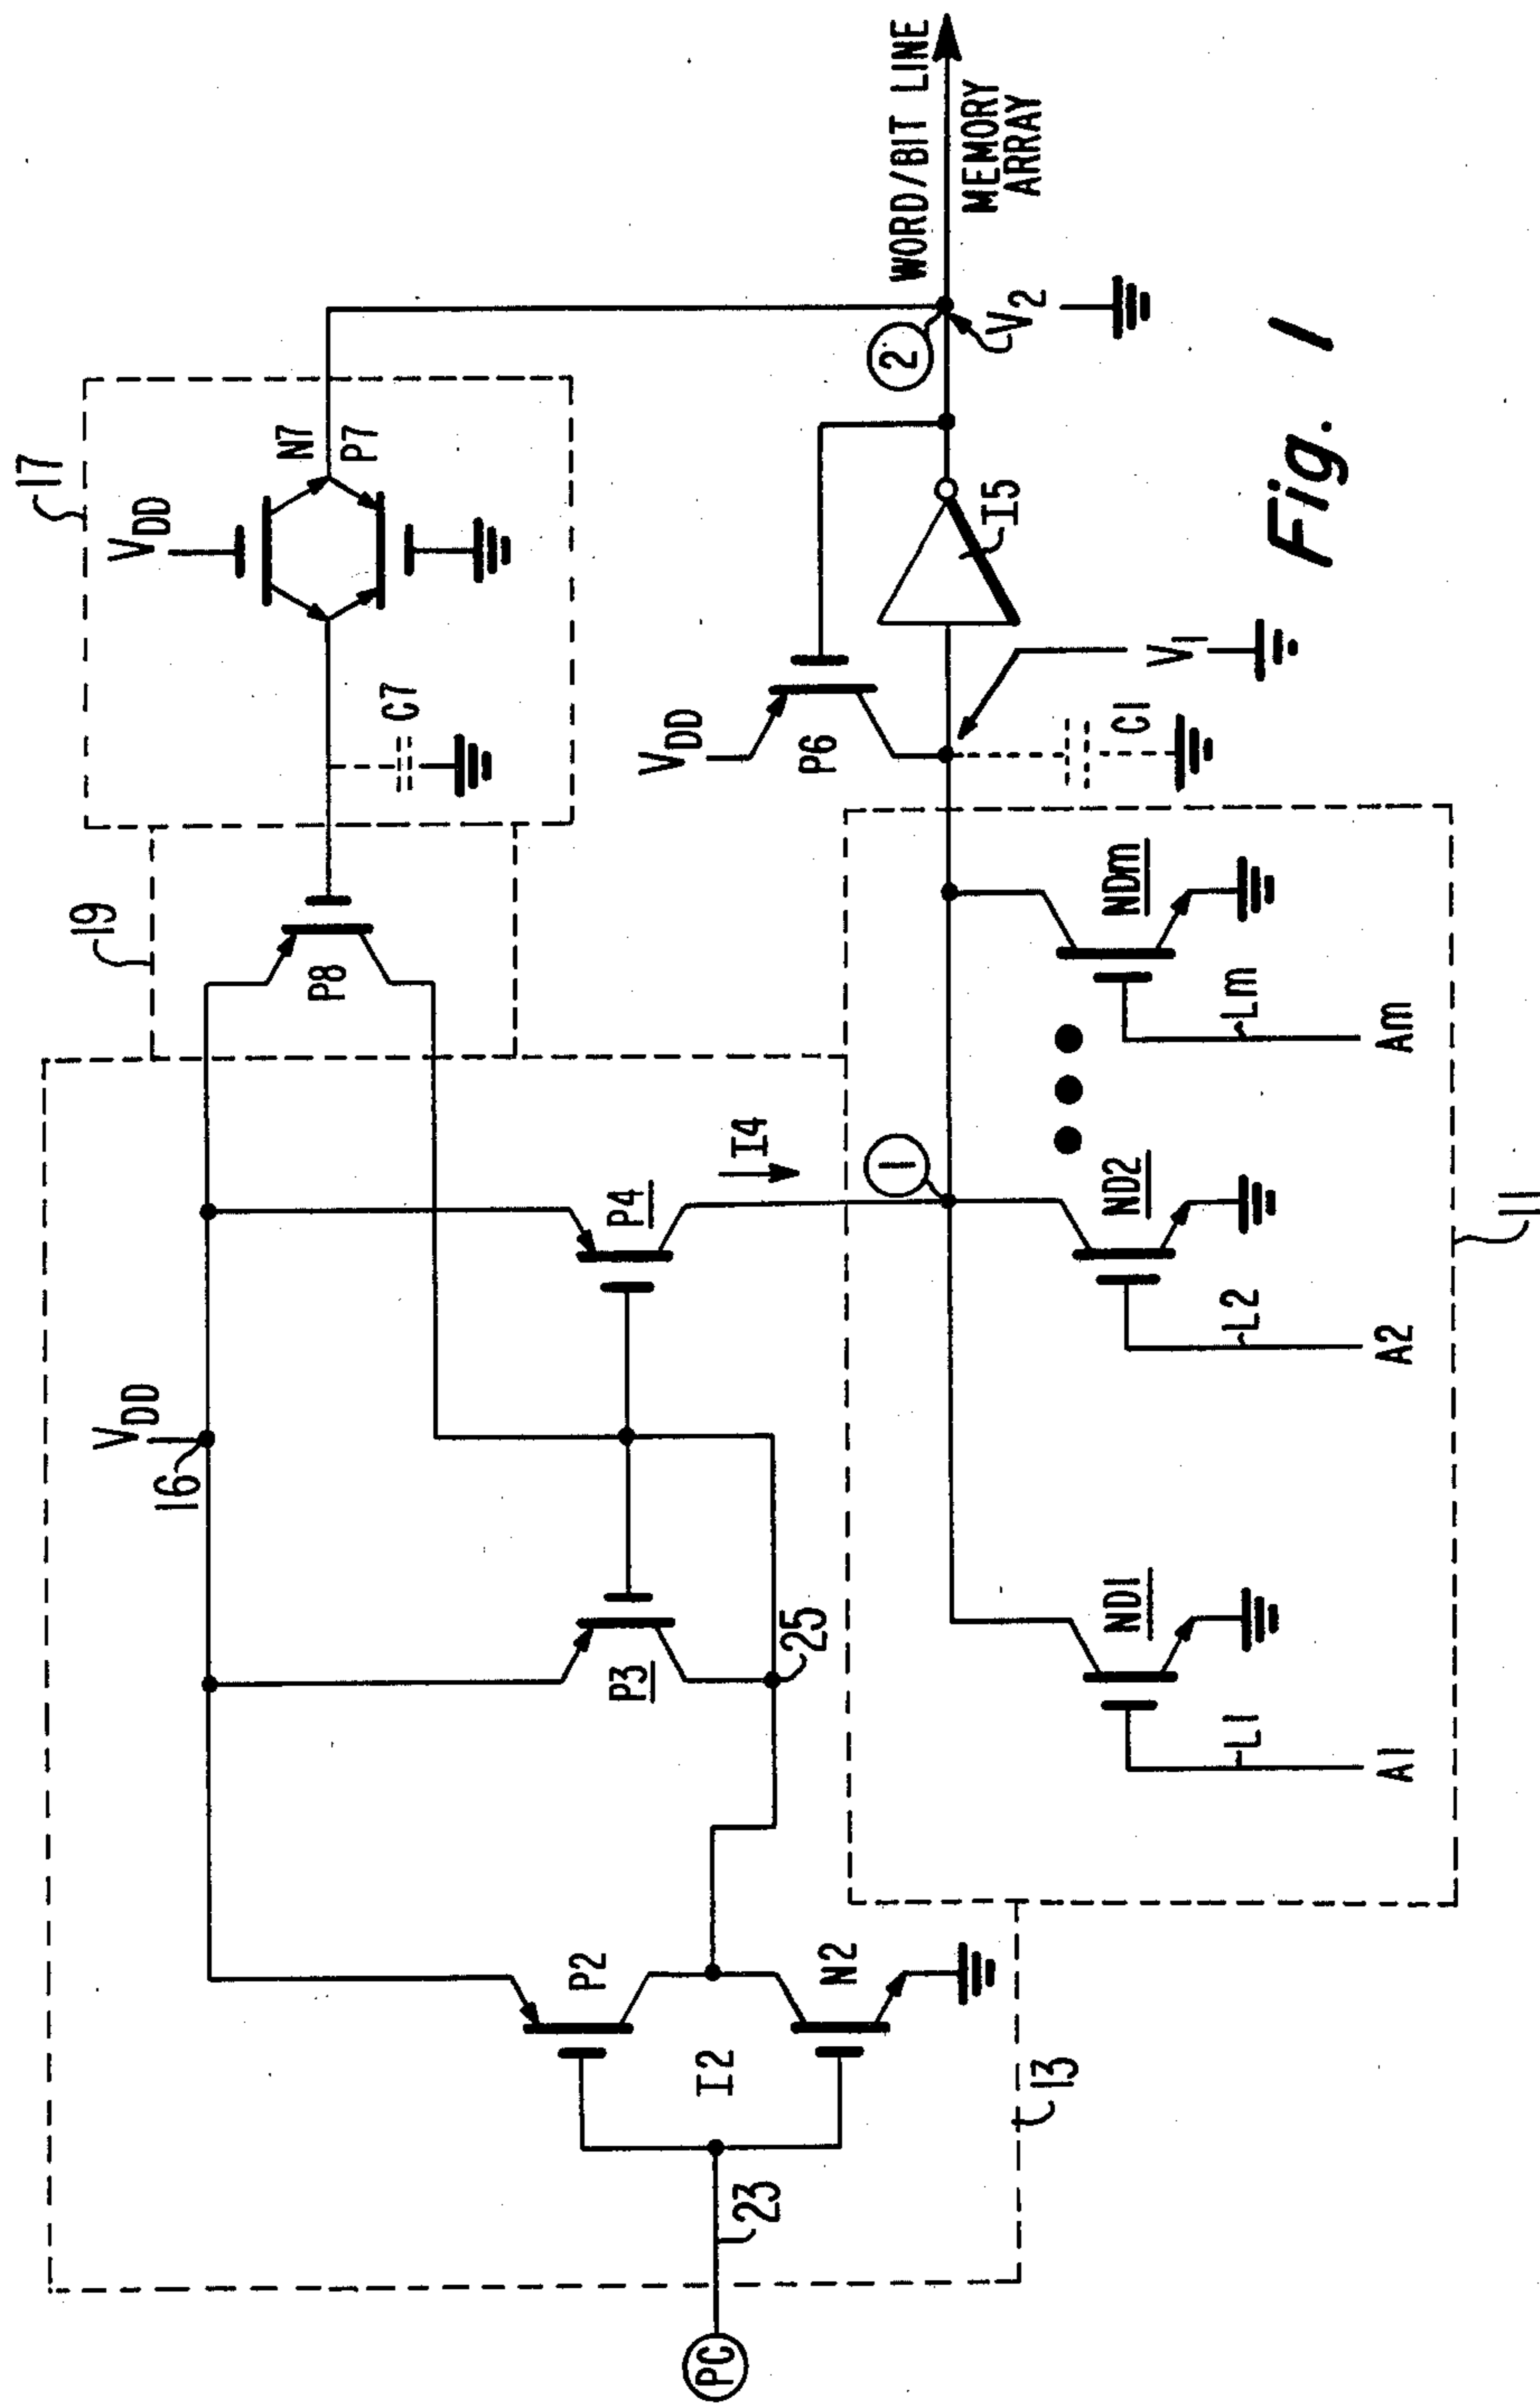 17
VDD
N7
P7
C7
19
P8
VDD
16
P4
I4
P3
25
P2
I2
N2
13
23
PC
WORD/BIT LINE
MEMORY
ARRAY
2
V2
I5
VDD
P6
V1
C1
1
ND1
L1
A1
ND2
L2
A2
NDm
Lm
Am
11
Fig. 1